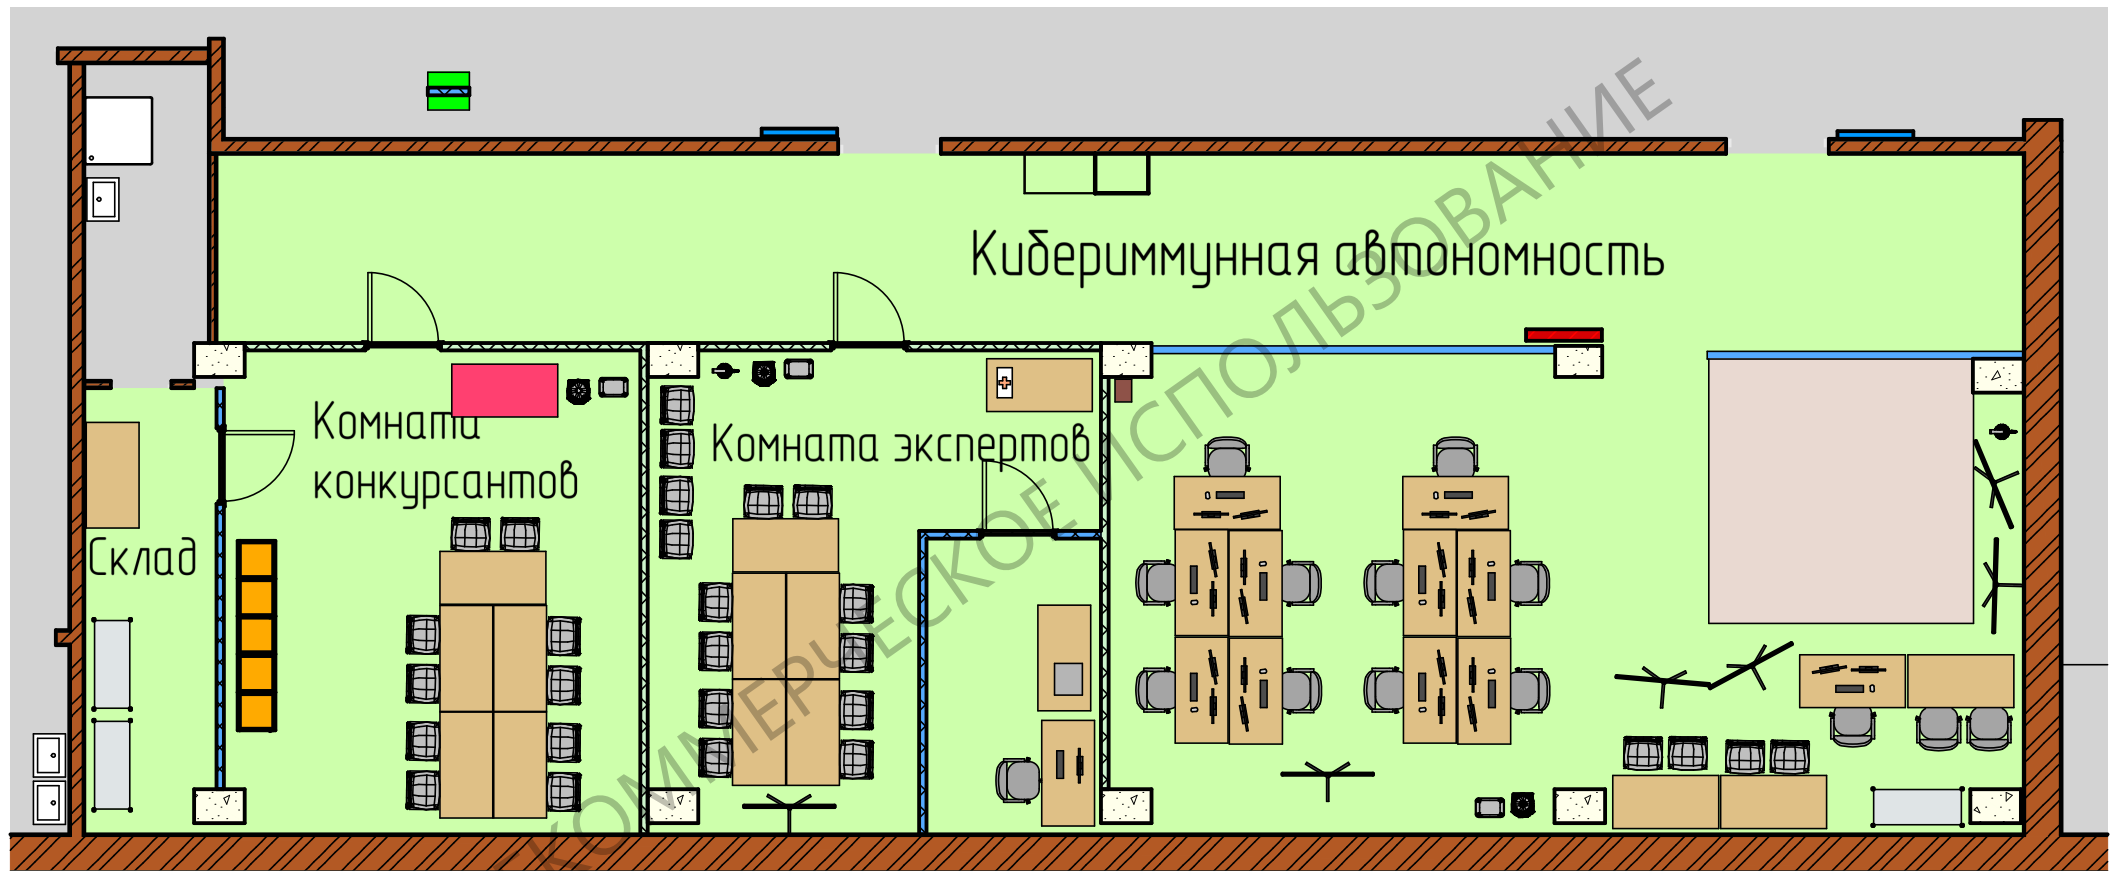 Кибериммунная автономность
Комната
конкурсантов
Комната экспертов
Склад
КОММЕРЧЕСКОЕ ИСПОЛЬЗОВАНИЕ